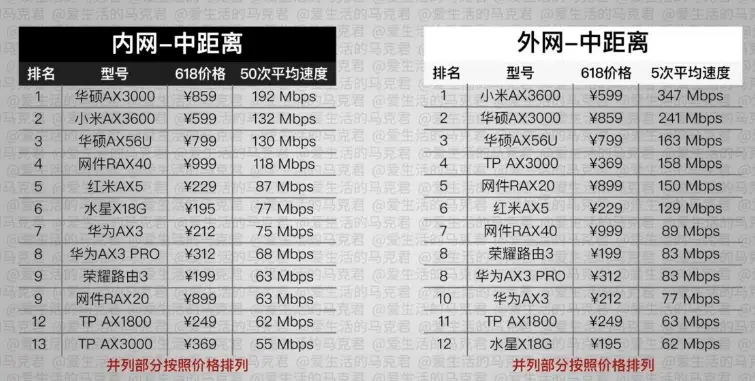 内网-中距离
排名 型号 618价格 50次平均速度
1 华硕AX3000 ¥859 192 Mbps
2 小米AX3600 ¥599 132 Mbps
3 华硕AX56U ¥799 130 Mbps
4 网件RAX40 ¥999 118 Mbps
5 红米AX5 ¥229 87 Mbps
6 水星X18G ¥195 77 Mbps
7 华为AX3 ¥212 75 Mbps
8 华为AX3 PRO ¥312 68 Mbps
9 荣耀路由3 ¥199 63 Mbps
9 网件RAX20 ¥899 63 Mbps
12 TP AX1800 ¥249 62 Mbps
13 TP AX3000 ¥369 55 Mbps
并列部分按照价格排列
外网-中距离
排名 型号 618价格 5次平均速度
1 小米AX3600 ¥599 347 Mbps
2 华硕AX3000 ¥859 241 Mbps
3 华硕AX56U ¥799 163 Mbps
4 TP AX3000 ¥369 158 Mbps
5 网件RAX20 ¥899 150 Mbps
6 红米AX5 ¥229 129 Mbps
7 网件RAX40 ¥999 89 Mbps
8 荣耀路由3 ¥199 83 Mbps
8 华为AX3 PRO ¥312 83 Mbps
10 华为AX3 ¥212 77 Mbps
11 TP AX1800 ¥249 63 Mbps
12 水星X18G ¥195 62 Mbps
并列部分按照价格排列
@爱生活的马克君